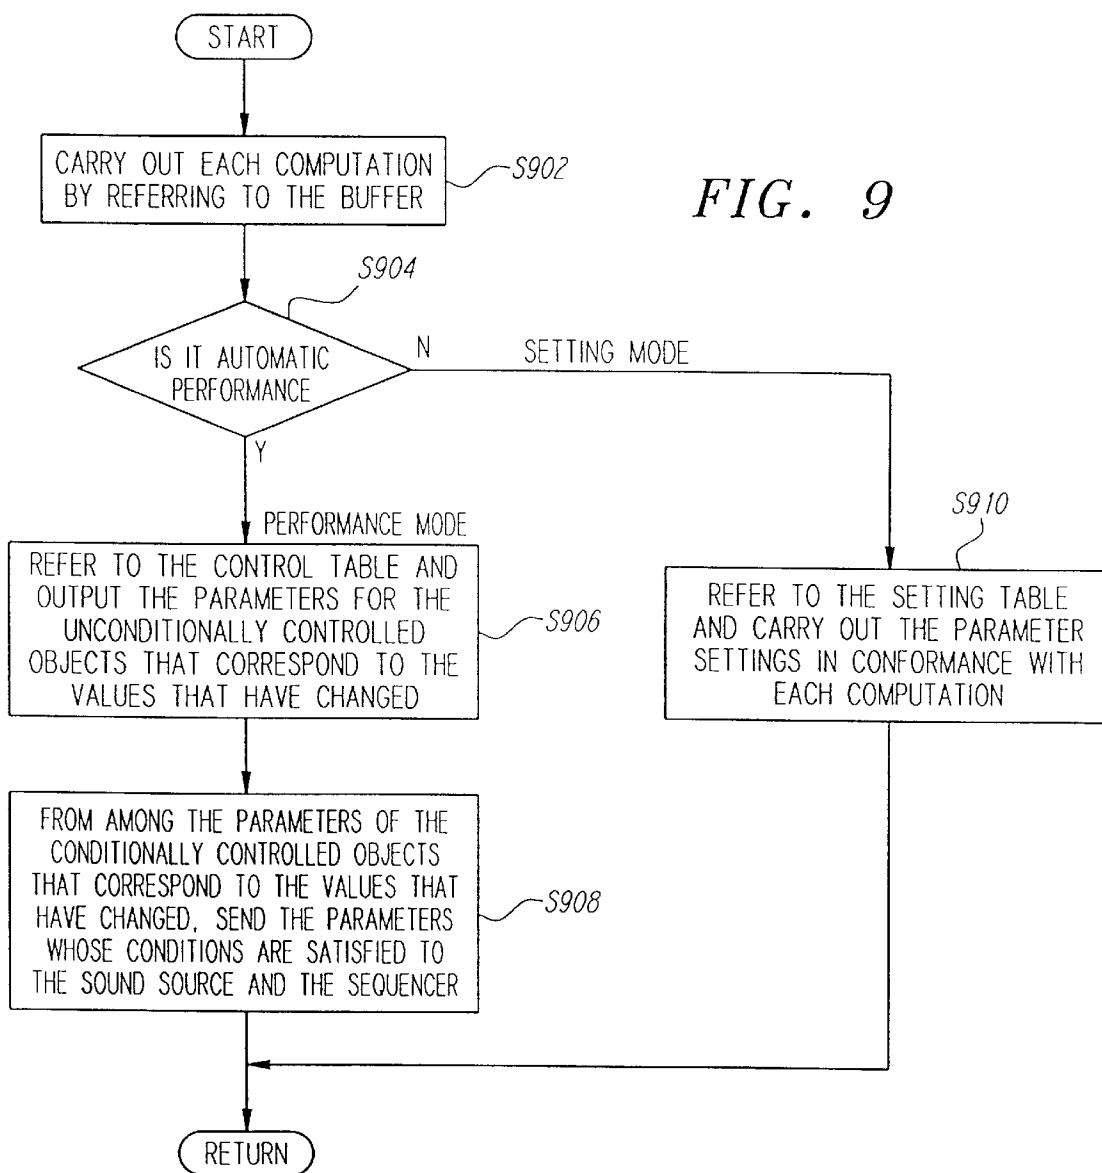 START
CARRY OUT EACH COMPUTATION
BY REFERRING TO THE BUFFER
S902
FIG. 9
S904
IS IT AUTOMATIC
PERFORMANCE
N
SETTING MODE
Y
PERFORMANCE MODE
REFER TO THE CONTROL TABLE AND
OUTPUT THE PARAMETERS FOR THE
UNCONDITIONALLY CONTROLLED
OBJECTS THAT CORRESPOND TO THE
VALUES THAT HAVE CHANGED
S906
S910
REFER TO THE SETTING TABLE
AND CARRY OUT THE PARAMETER
SETTINGS IN CONFORMANCE WITH
EACH COMPUTATION
FROM AMONG THE PARAMETERS OF THE
CONDITIONALLY CONTROLLED OBJECTS
THAT CORRESPOND TO THE VALUES THAT
HAVE CHANGED, SEND THE PARAMETERS
WHOSE CONDITIONS ARE SATISFIED TO
THE SOUND SOURCE AND THE SEQUENCER
S908
RETURN